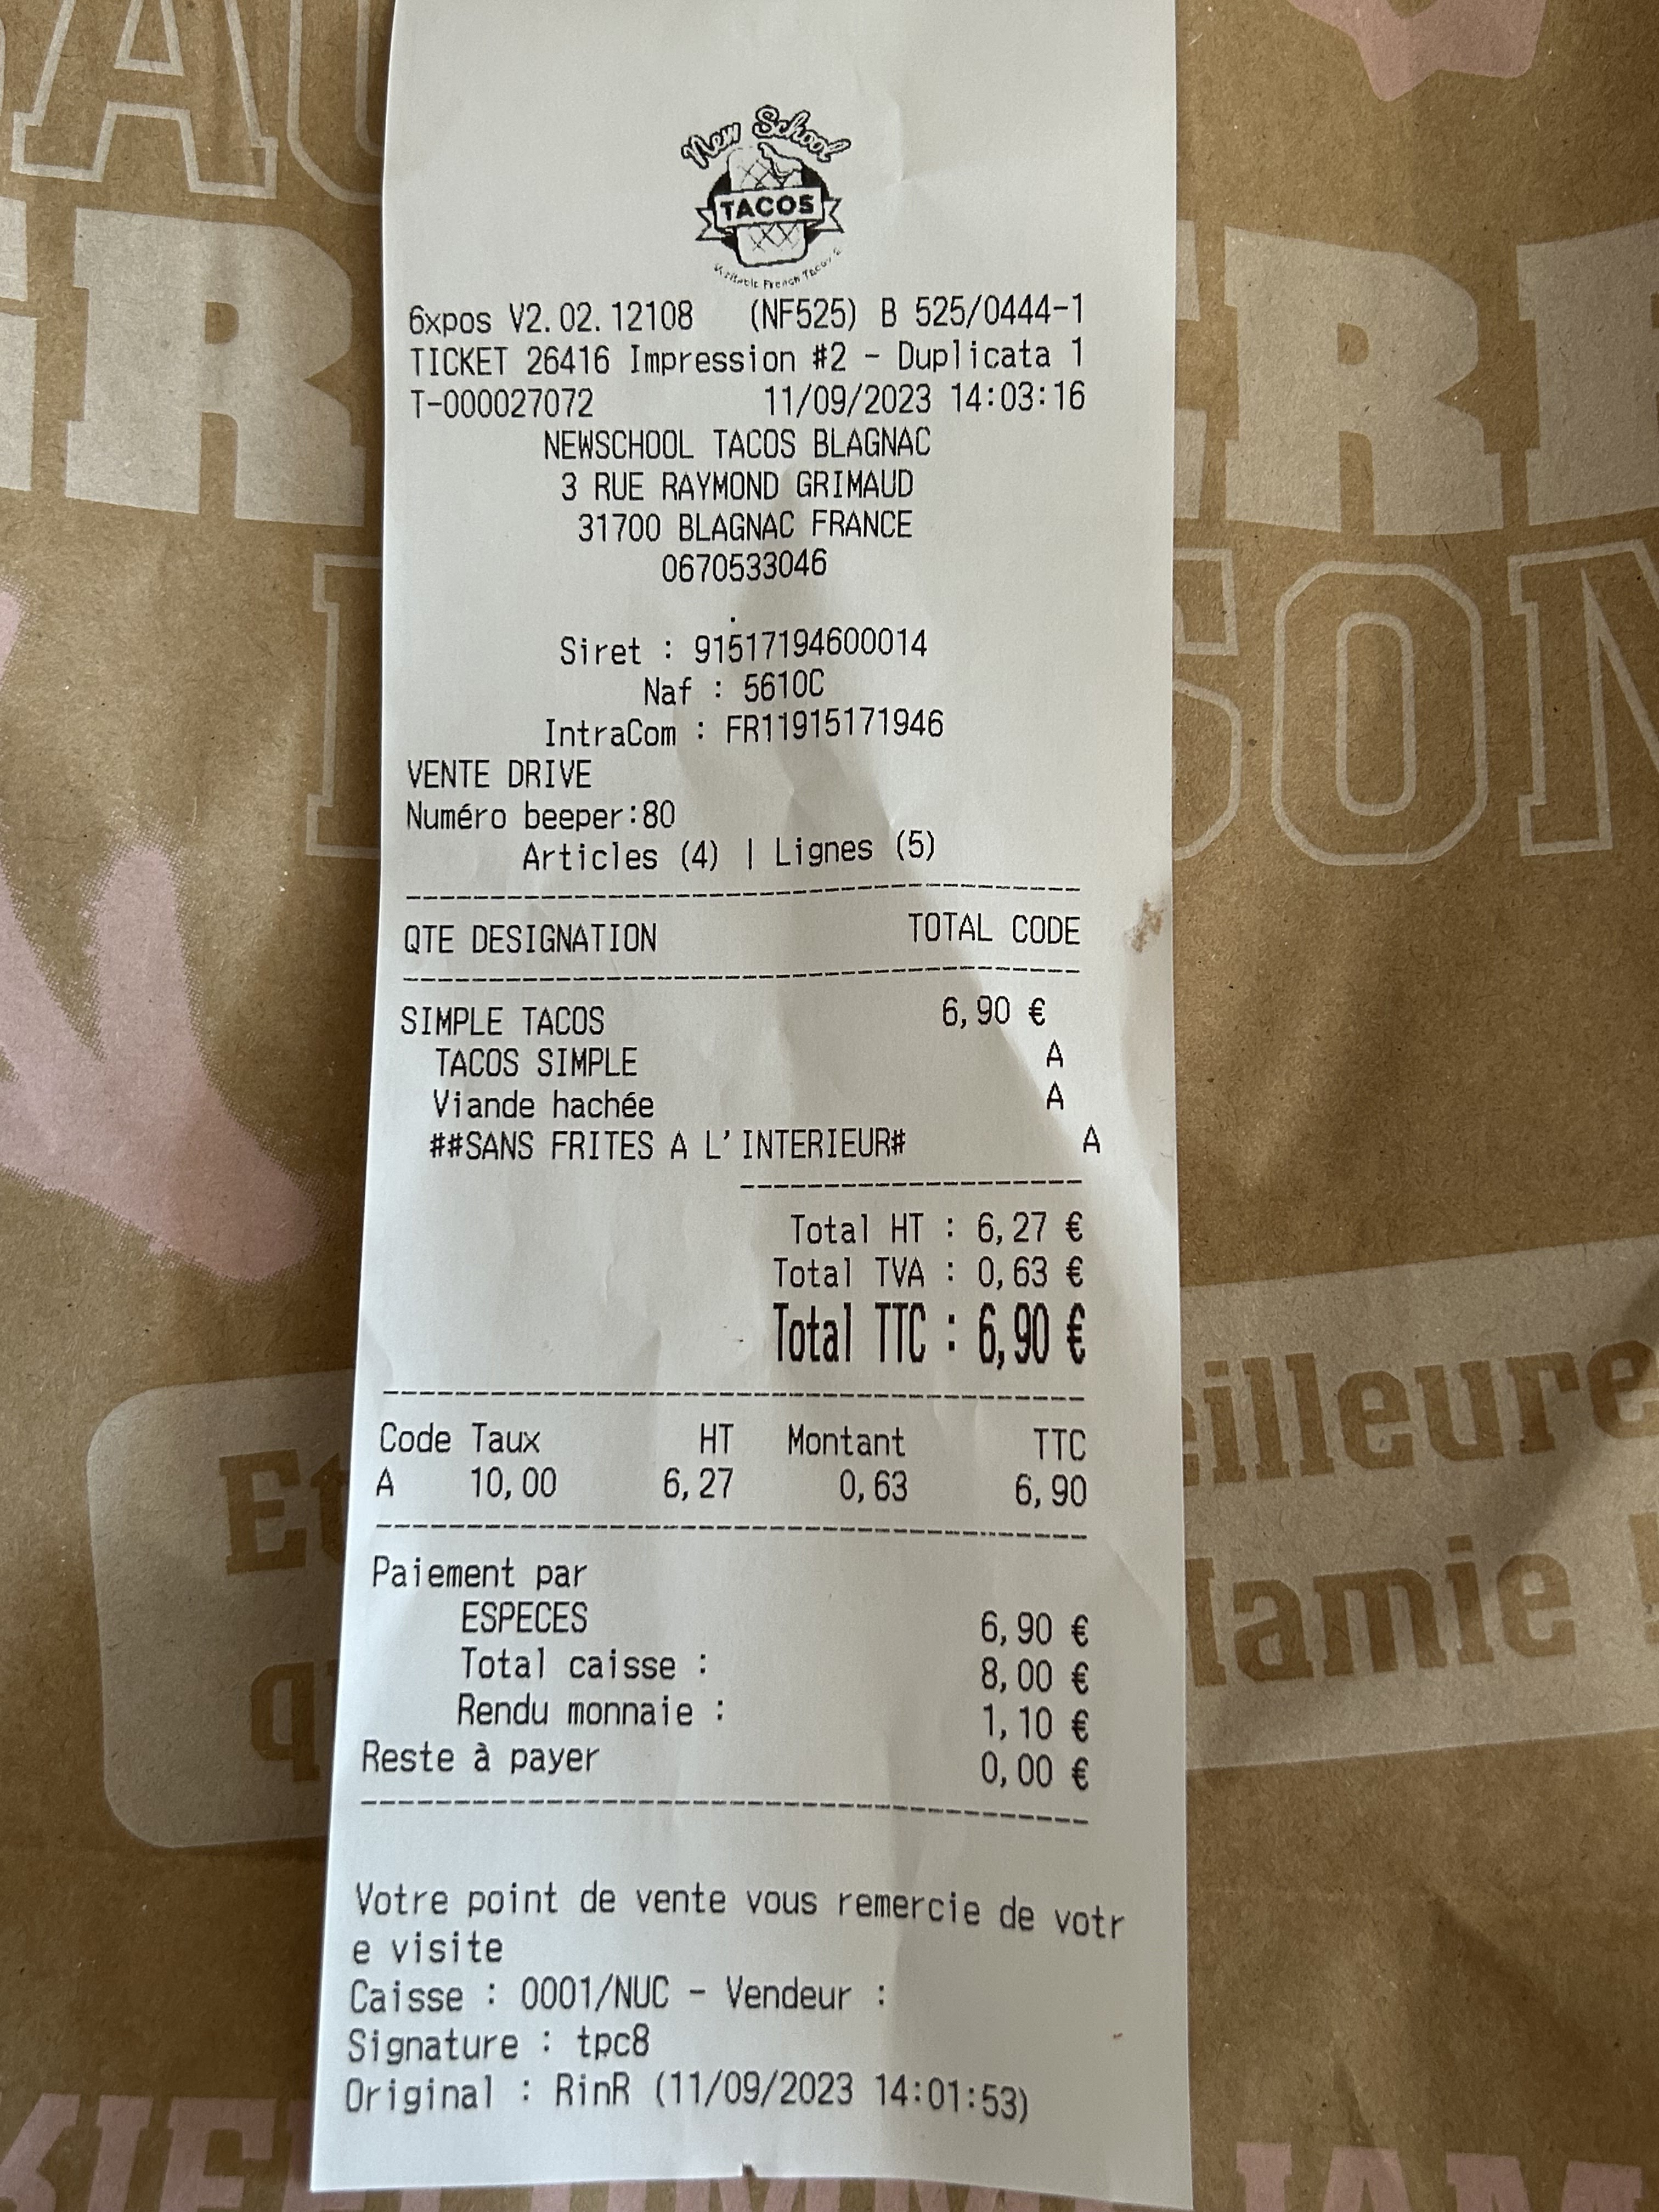 New School
TACOS
6xpos V2.02.12108 (NF525) B 525/0444-1
TICKET 26416 Impression #2 - Duplicata 1
T-000027072 11/09/2023 14:03:16
NEWSCHOOL TACOS BLAGNAC
3 RUE RAYMOND GRIMAUD
31700 BLAGNAC FRANCE
0670533046
.
Siret : 91517194600014
Naf : 5610C
IntraCom : FR11915171946
VENTE DRIVE
Numéro beeper:80
Articles (4) | Lignes (5)
QTE DESIGNATION TOTAL CODE
SIMPLE TACOS 6,90 €
TACOS SIMPLE A
Viande hachée A
##SANS FRITES A L'INTERIEUR# A
Total HT : 6,27 €
Total TVA : 0,63 €
Total TTC : 6,90 €
Code Taux HT Montant TTC
A 10,00 6,27 0,63 6,90
Paiement par
ESPECES 6,90 €
Total caisse : 8,00 €
Rendu monnaie : 1,10 €
Reste à payer 0,00 €
Votre point de vente vous remercie de votr
e visite
Caisse : 0001/NUC - Vendeur :
Signature : tpc8
Original : RinR (11/09/2023 14:01:53)